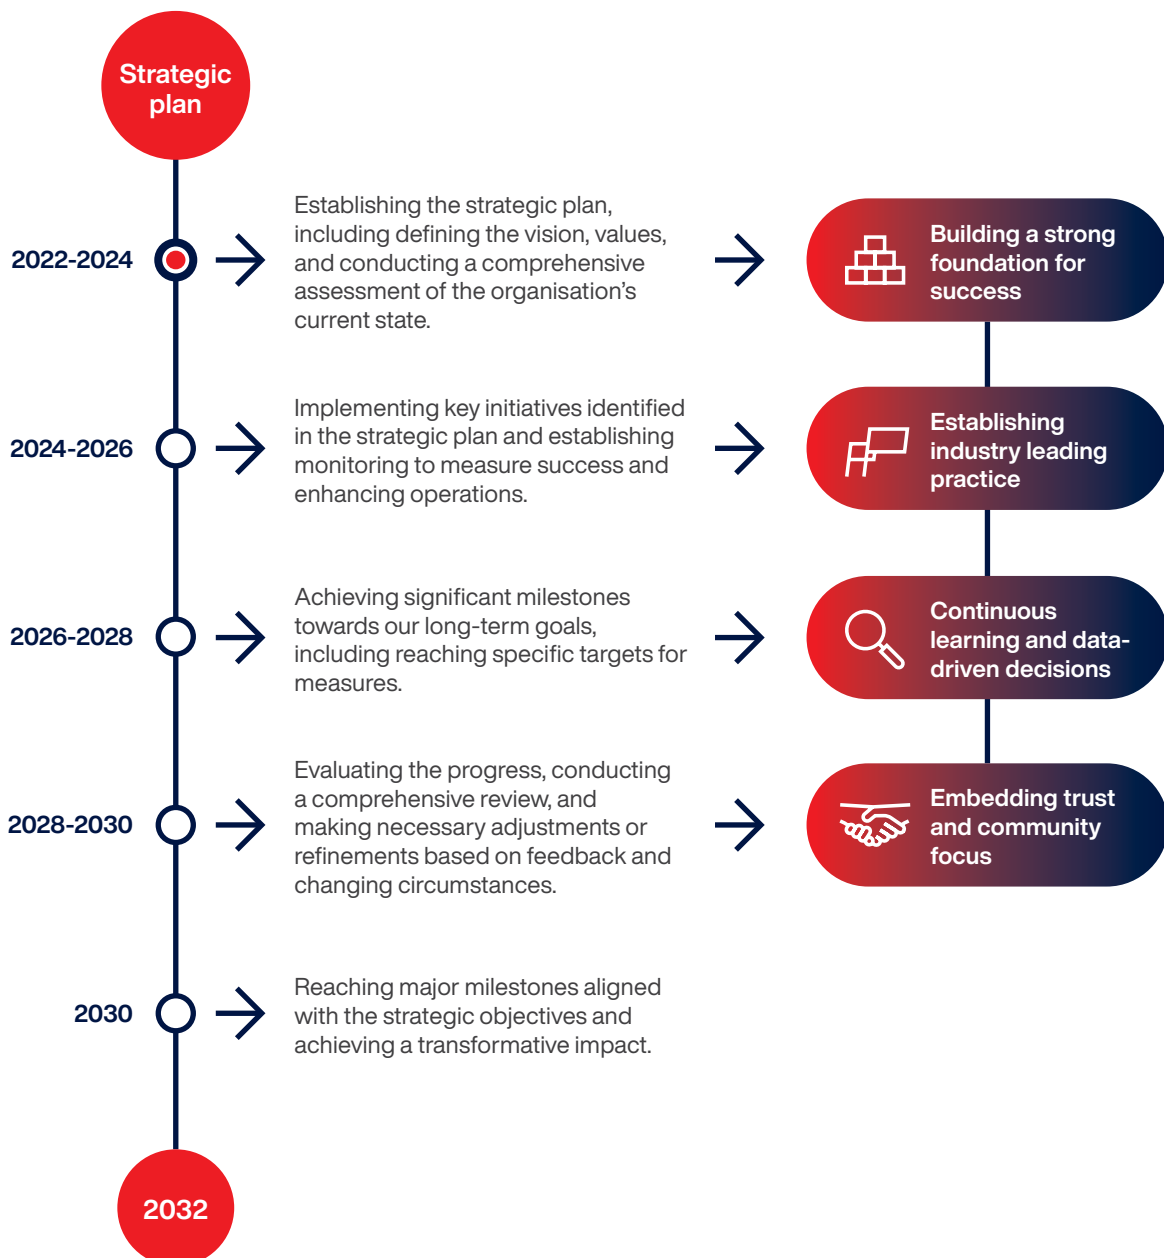 Strategic
plan
2022-2024
Establishing the strategic plan,
including defining the vision, values,
and conducting a comprehensive
assessment of the organisation’s
current state.
Building a strong
foundation for
success
2024-2026
Implementing key initiatives identified
in the strategic plan and establishing
monitoring to measure success and
enhancing operations.
Establishing
industry leading
practice
2026-2028
Achieving significant milestones
towards our long-term goals,
including reaching specific targets for
measures.
Continuous
learning and data-
driven decisions
2028-2030
Evaluating the progress, conducting
a comprehensive review, and
making necessary adjustments or
refinements based on feedback and
changing circumstances.
Embedding trust
and community
focus
2030
Reaching major milestones aligned
with the strategic objectives and
achieving a transformative impact.
2032